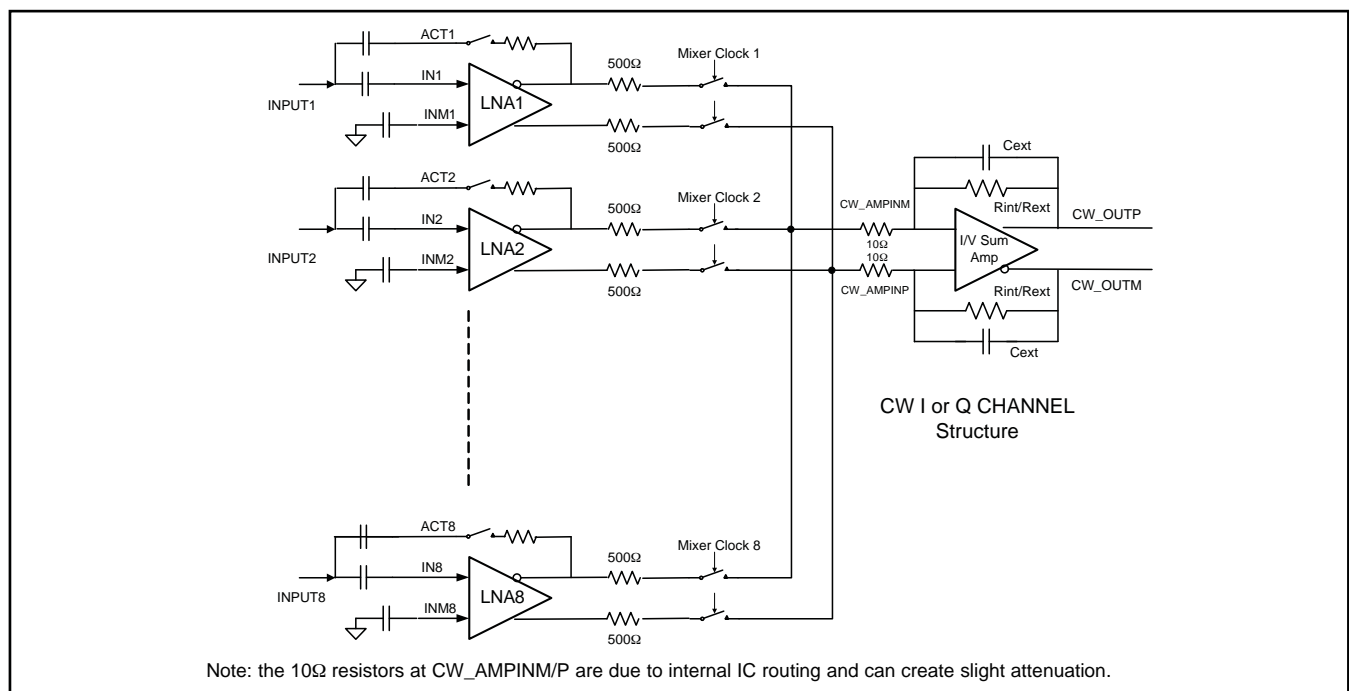 ACT1
Mixer Clock 1
500Ω
IN1
INPUT1
LNA1
INM1
500Ω
Cext
ACT2
Mixer Clock 2
500Ω
CW_AMPINM
Rint/Rext
CW_OUTP
IN2
INPUT2
LNA2
10Ω
10Ω
I/V Sum
Amp
INM2
CW_AMPINP
CW_OUTM
500Ω
Rint/Rext
Cext
CW I or Q CHANNEL
Structure
ACT8
Mixer Clock 8
500Ω
IN8
INPUT8
LNA8
INM8
500Ω
Note: the 10Ω resistors at CW_AMPINM/P are due to internal IC routing and can create slight attenuation.